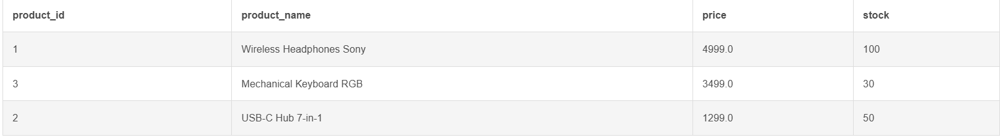 product_id product_name price stock
1 Wireless Headphones Sony 4999.0 100
3 Mechanical Keyboard RGB 3499.0 30
2 USB-C Hub 7-in-1 1299.0 50